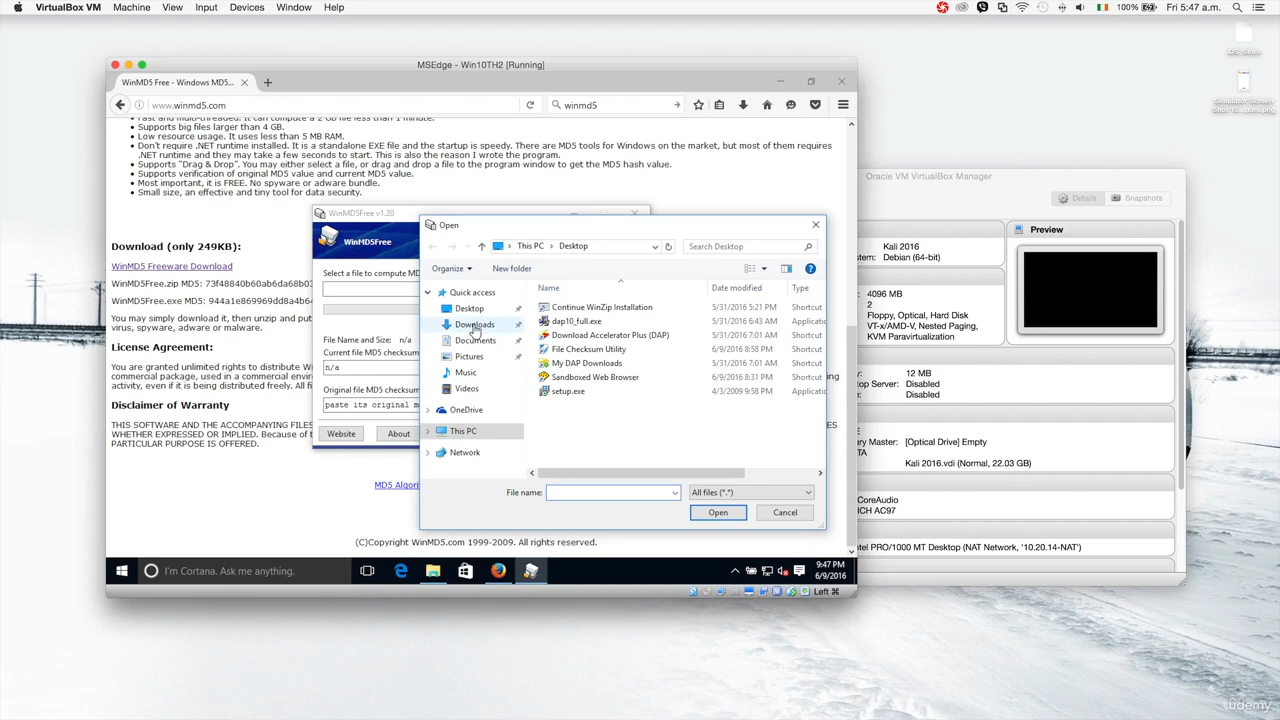 VirtualBox VM Machine View Input Devices Window Help
100% Fri 5:47 a.m.
.DS_Store
MSEdge - Win10TH2 [Running]
WinMD5 Free - Windows MD5...
www.winmd5.com
winmd5
Fast and multi-threaded. It can compute a 2 GB file less than 1 minute.
Supports big files larger than 4 GB.
Low resource usage. It uses less than 5 MB RAM.
Don't require .NET runtime installed. It is a standalone EXE file and the startup is speedy. There are MD5 tools for Windows on the market, but most of them requires
.NET runtime and they may take a few seconds to start. This is also the reason I wrote the program.
Supports "Drag & Drop". You may either select a file, or drag and drop a file to the program window to get the MD5 hash value.
Supports verification of original MD5 value and current MD5 value.
Most important, it is FREE. No spyware or adware bundle.
Small size, an effective and tiny tool for data security.
Download (only 249KB):
WinMD5 Freeware Download
WinMD5Free.zip MD5: 73f48840b60ab6da68b03
WinMD5Free.exe MD5: 944a1e869969dd8a4b64
You may simply download it, then unzip and put
virus, spyware, adware or malware.
License Agreement:
You are granted unlimited rights to distribute W
commercial package, used in a commercial enviro
activity, even if it is being distributed freely. All
Disclaimer of Warranty
THIS SOFTWARE AND THE ACCOMPANYING FILES
WHETHER EXPRESSED OR IMPLIED. Because of
PARTICULAR PURPOSE IS OFFERED.
MD5 Algori
(C)Copyright WinMD5.com 1999-2009. All rights reserved.
WinMD5Free v1.20
WinMD5Free
Select a file to compute MD
File Name and Size: n/a
Current file MD5 checksum
n/a
Original file MD5 checksum
paste its original m
Website About
Open
This PC Desktop
Search Desktop
Organize New folder
Quick access
Desktop
Downloads
Documents
Pictures
Music
Videos
OneDrive
This PC
Network
Name Date modified Type
Continue WinZip Installation 5/31/2016 5:21 PM Shortcut
dap10_full.exe 5/31/2016 6:43 AM Applicatio
Download Accelerator Plus (DAP) 5/31/2016 7:01 AM Shortcut
File Checksum Utility 6/9/2016 8:58 PM Shortcut
My DAP Downloads 5/31/2016 7:01 AM Shortcut
Sandboxed Web Browser 6/9/2016 8:31 PM Shortcut
setup.exe 4/3/2009 9:58 PM Applicatio
File name: All files (*.*)
Open Cancel
I'm Cortana. Ask me anything.
9:47 PM
6/9/2016
Left ⌘
Oracle VM VirtualBox Manager
Details Snapshots
Kali 2016
Debian (64-bit)
Preview
4096 MB
2
Floppy, Optical, Hard Disk
VT-x/AMD-V, Nested Paging,
KVM Paravirtualization
12 MB
Disabled
Disabled
[Optical Drive] Empty
Kali 2016.vdi (Normal, 22.03 GB)
CoreAudio
ICH AC97
Intel PRO/1000 MT Desktop (NAT Network, '10.20.14-NAT')
udemy